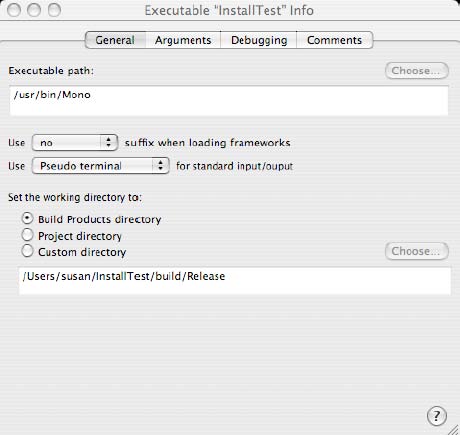 Executable "InstallTest" Info
General Arguments Debugging Comments
Executable path: Choose...
/usr/bin/Mono
Use no suffix when loading frameworks
Use Pseudo terminal for standard input/ouput
Set the working directory to:
Build Products directory
Project directory
Custom directory Choose...
/Users/susan/InstallTest/build/Release
?